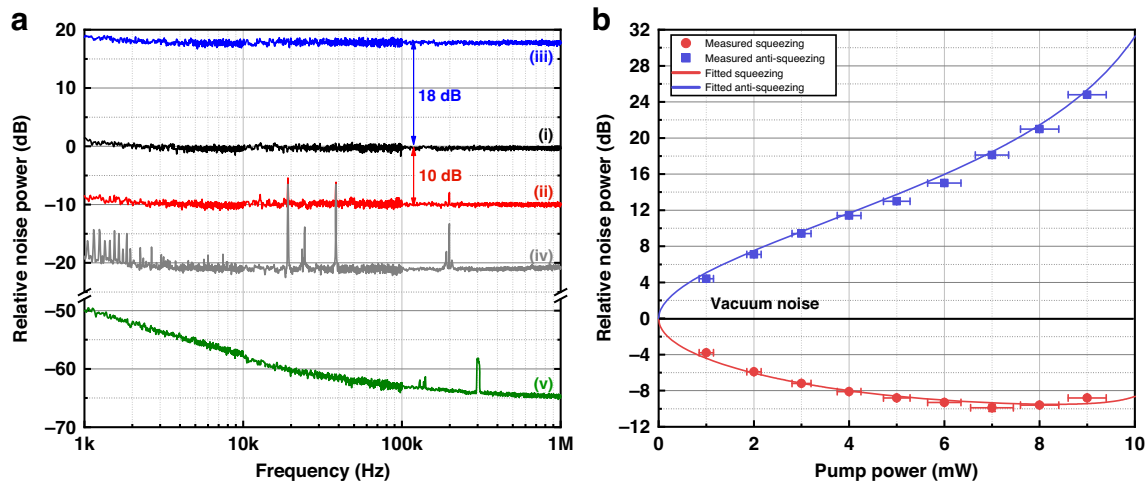 a
Relative noise power (dB)
20
10
0
−10
−20
−50
−60
−70
(iii)
18 dB
(i)
10 dB
(ii)
(iv)
(v)
1k
10k
100k
1M
Frequency (Hz)
b
Relative noise power (dB)
32
28
24
20
16
12
8
4
0
−4
−8
−12
Measured squeezing
Measured anti-squeezing
Fitted squeezing
Fitted anti-squeezing
Vacuum noise
0
2
4
6
8
10
Pump power (mW)